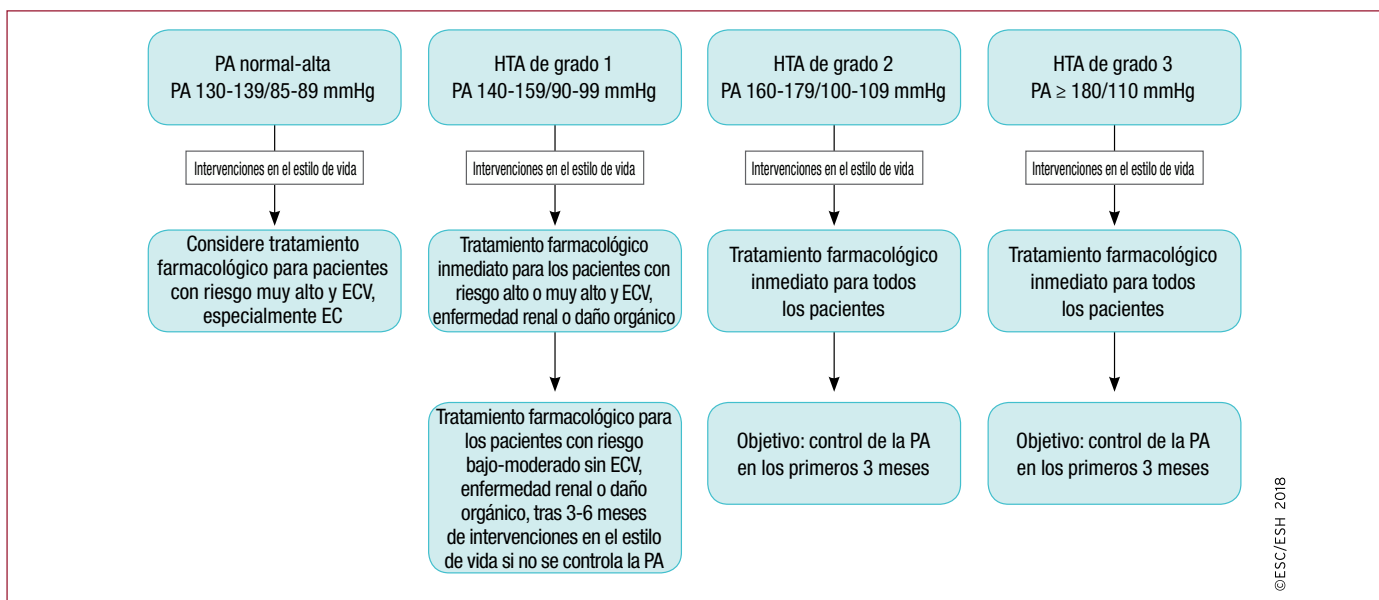 PA normal-alta
PA 130-139/85-89 mmHg
Intervenciones en el estilo de vida
Considere tratamiento
farmacológico para pacientes
con riesgo muy alto y ECV,
especialmente EC
HTA de grado 1
PA 140-159/90-99 mmHg
Intervenciones en el estilo de vida
Tratamiento farmacológico
inmediato para los pacientes con
riesgo alto o muy alto y ECV,
enfermedad renal o daño orgánico
Tratamiento farmacológico para
los pacientes con riesgo
bajo-moderado sin ECV,
enfermedad renal o daño
orgánico, tras 3-6 meses
de intervenciones en el estilo
de vida si no se controla la PA
HTA de grado 2
PA 160-179/100-109 mmHg
Intervenciones en el estilo de vida
Tratamiento farmacológico
inmediato para todos
los pacientes
Objetivo: control de la PA
en los primeros 3 meses
HTA de grado 3
PA ≥ 180/110 mmHg
Intervenciones en el estilo de vida
Tratamiento farmacológico
inmediato para todos
los pacientes
Objetivo: control de la PA
en los primeros 3 meses
©ESC/ESH 2018